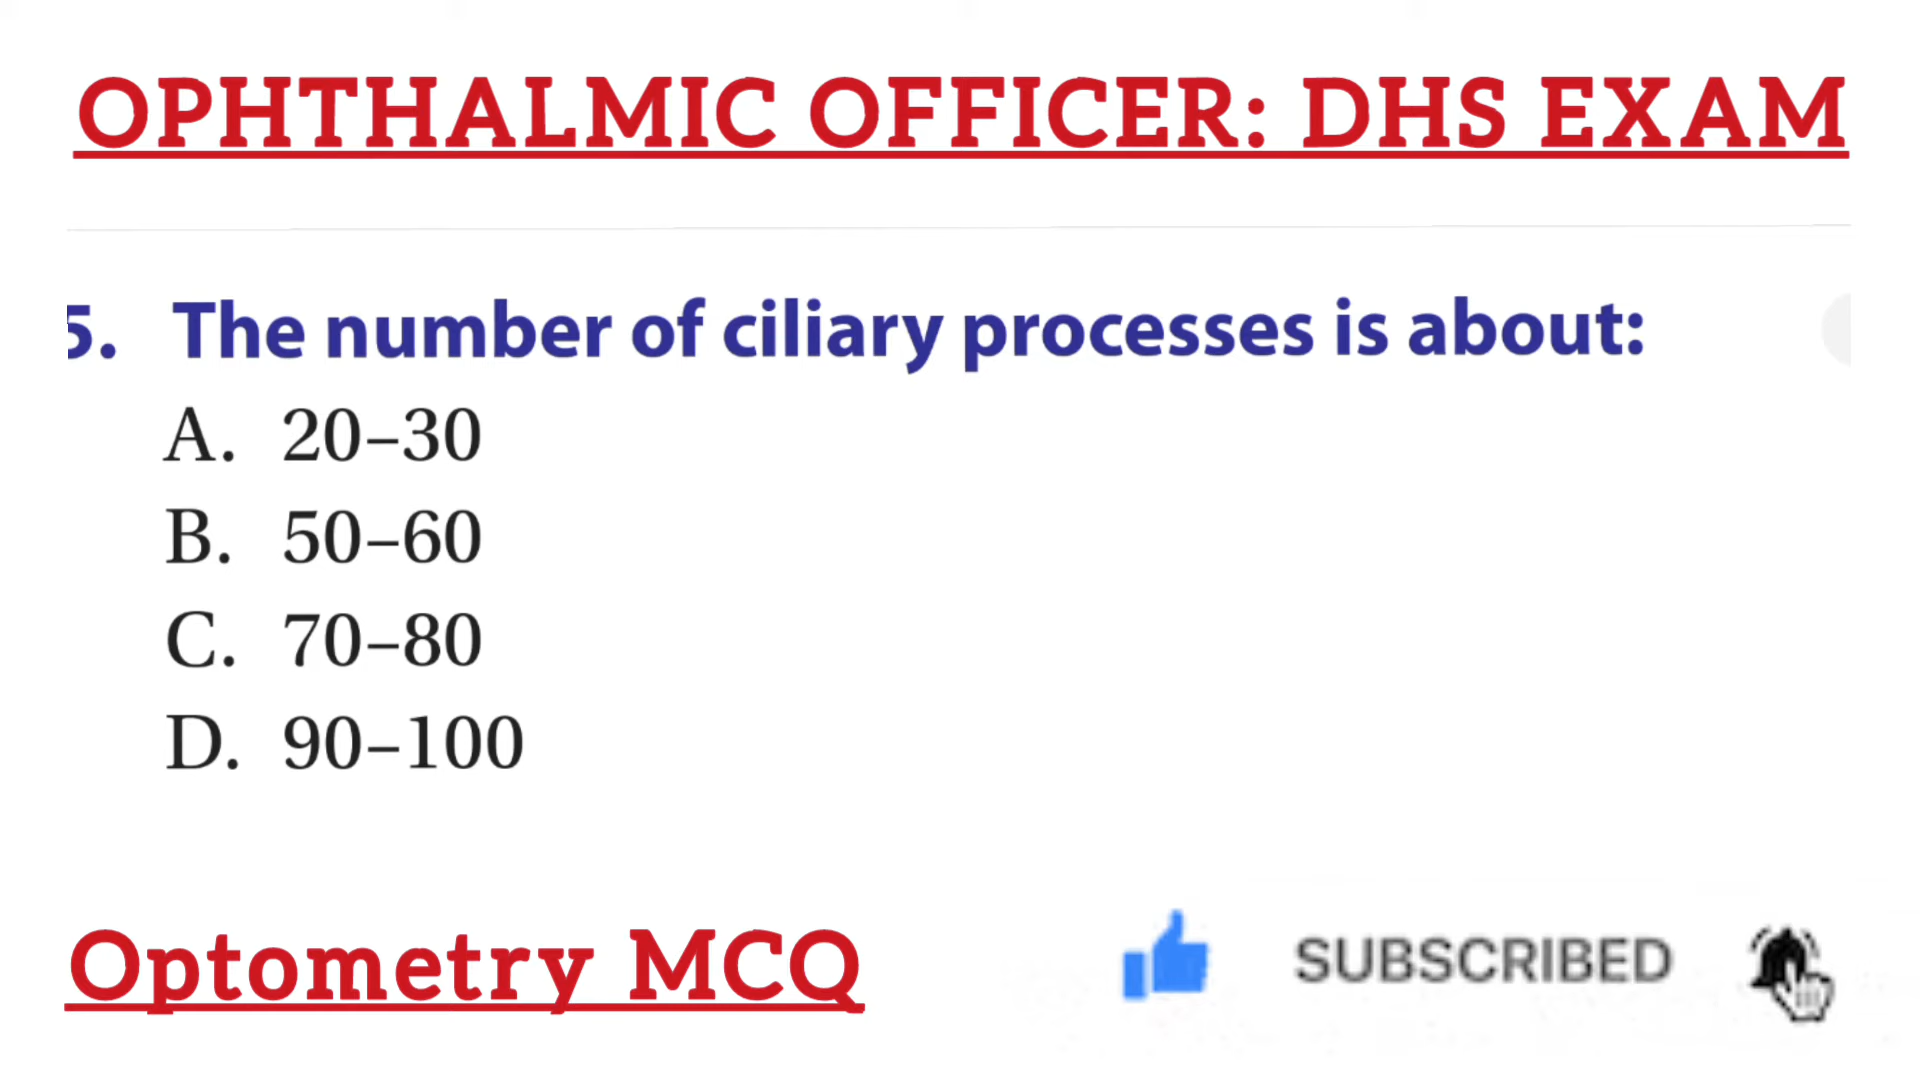 OPHTHALMIC OFFICER: DHS EXAM
5. The number of ciliary processes is about:
A. 20–30
B. 50–60
C. 70–80
D. 90–100
Optometry MCQ
SUBSCRIBED